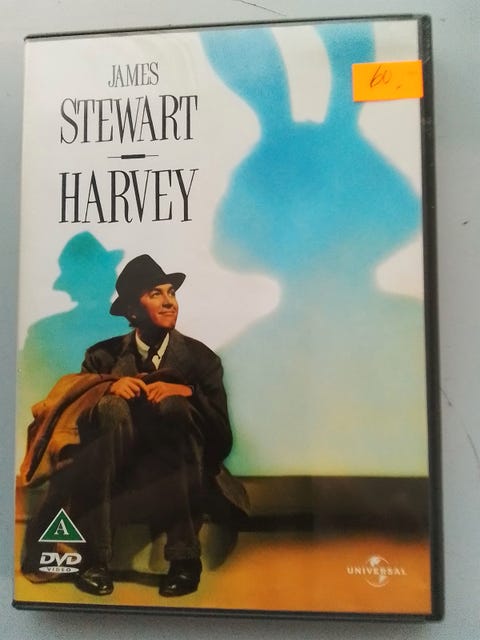 JAMES
STEWART
HARVEY
60,-
A
DVD
VIDEO
UNIVERSAL